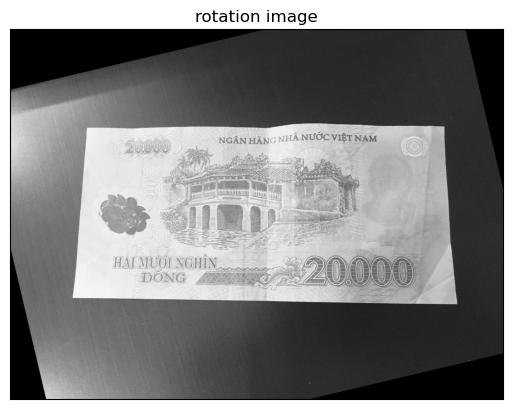 rotation image
20.000
NGÂN HÀNG NHÀ NƯỚC VIỆT NAM
HAI MƯƠI NGHÌN
ĐỒNG
20.000